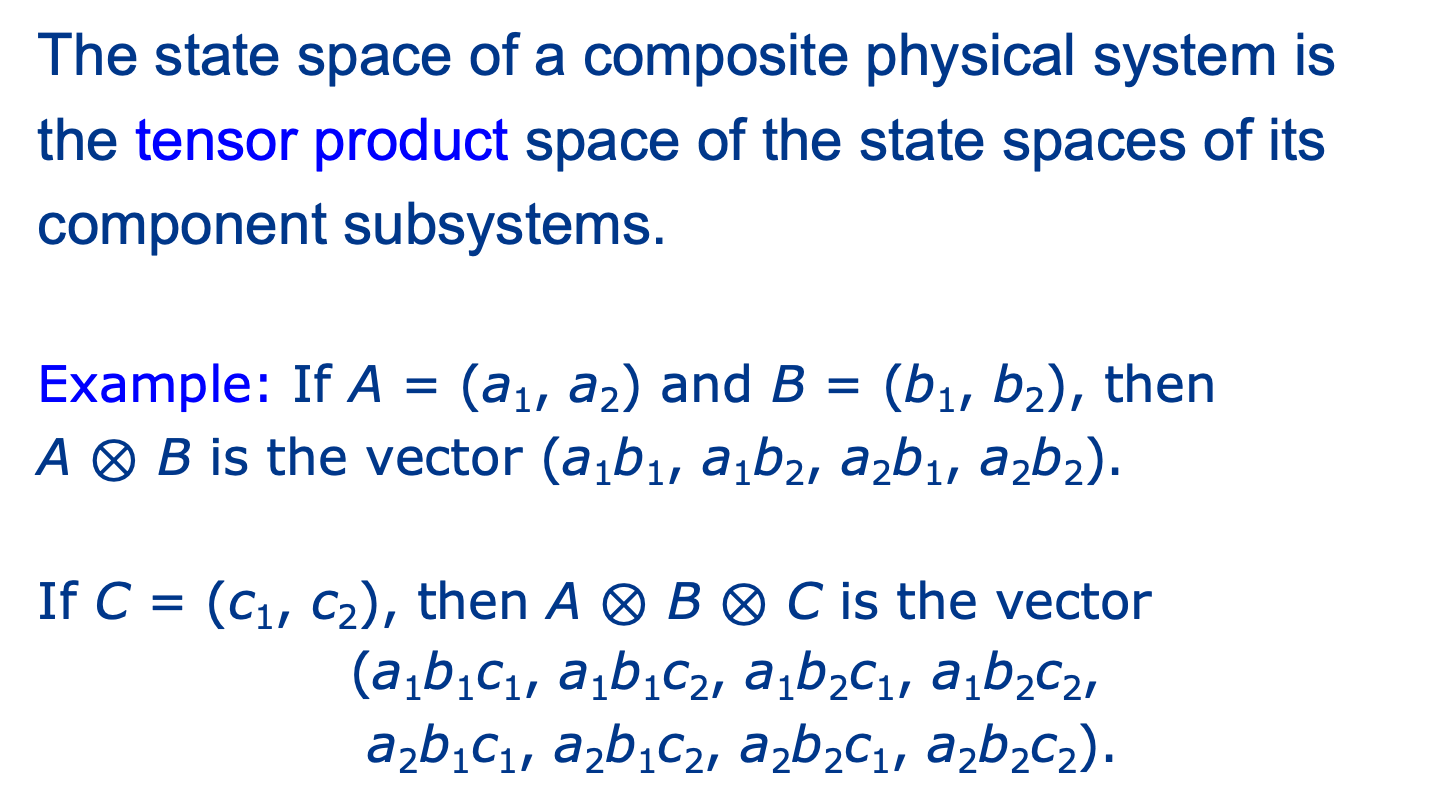 The state space of a composite physical system is
the tensor product space of the state spaces of its
component subsystems.
Example: If A = (a₁, a₂) and B = (b₁, b₂), then
A ⊗ B is the vector (a₁b₁, a₁b₂, a₂b₁, a₂b₂).
If C = (c₁, c₂), then A ⊗ B ⊗ C is the vector
(a₁b₁c₁, a₁b₁c₂, a₁b₂c₁, a₁b₂c₂,
a₂b₁c₁, a₂b₁c₂, a₂b₂c₁, a₂b₂c₂).